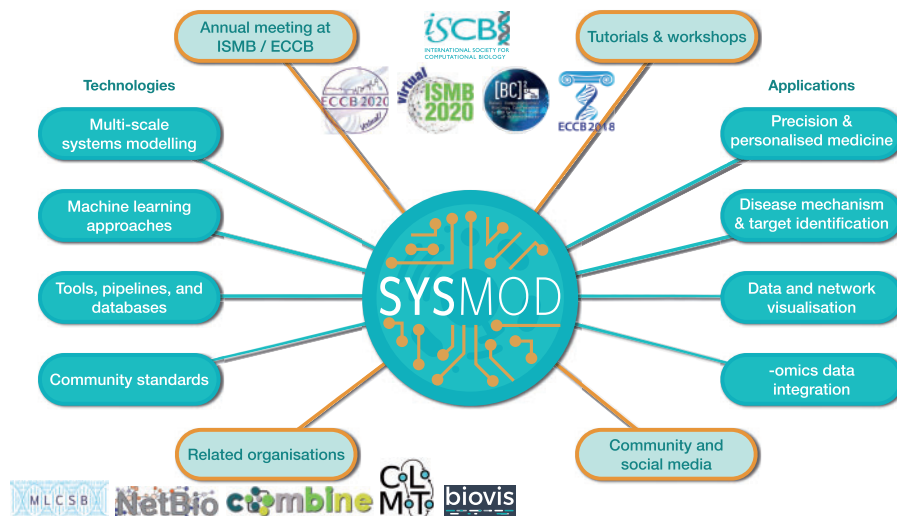 Annual meeting at
ISMB / ECCB
iSCB
INTERNATIONAL SOCIETY FOR
COMPUTATIONAL BIOLOGY
Tutorials & workshops
ECCB 2020
virtual
ISMB
2020
[BC]2
ECCB2018
Technologies
Applications
Multi-scale
systems modelling
Precision &
personalised medicine
Machine learning
approaches
Disease mechanism
& target identification
SYSMOD
Tools, pipelines, and
databases
Data and network
visualisation
Community standards
-omics data
integration
Related organisations
Community and
social media
MLCSB
NetBio
combine
COLOMOTO
biovis